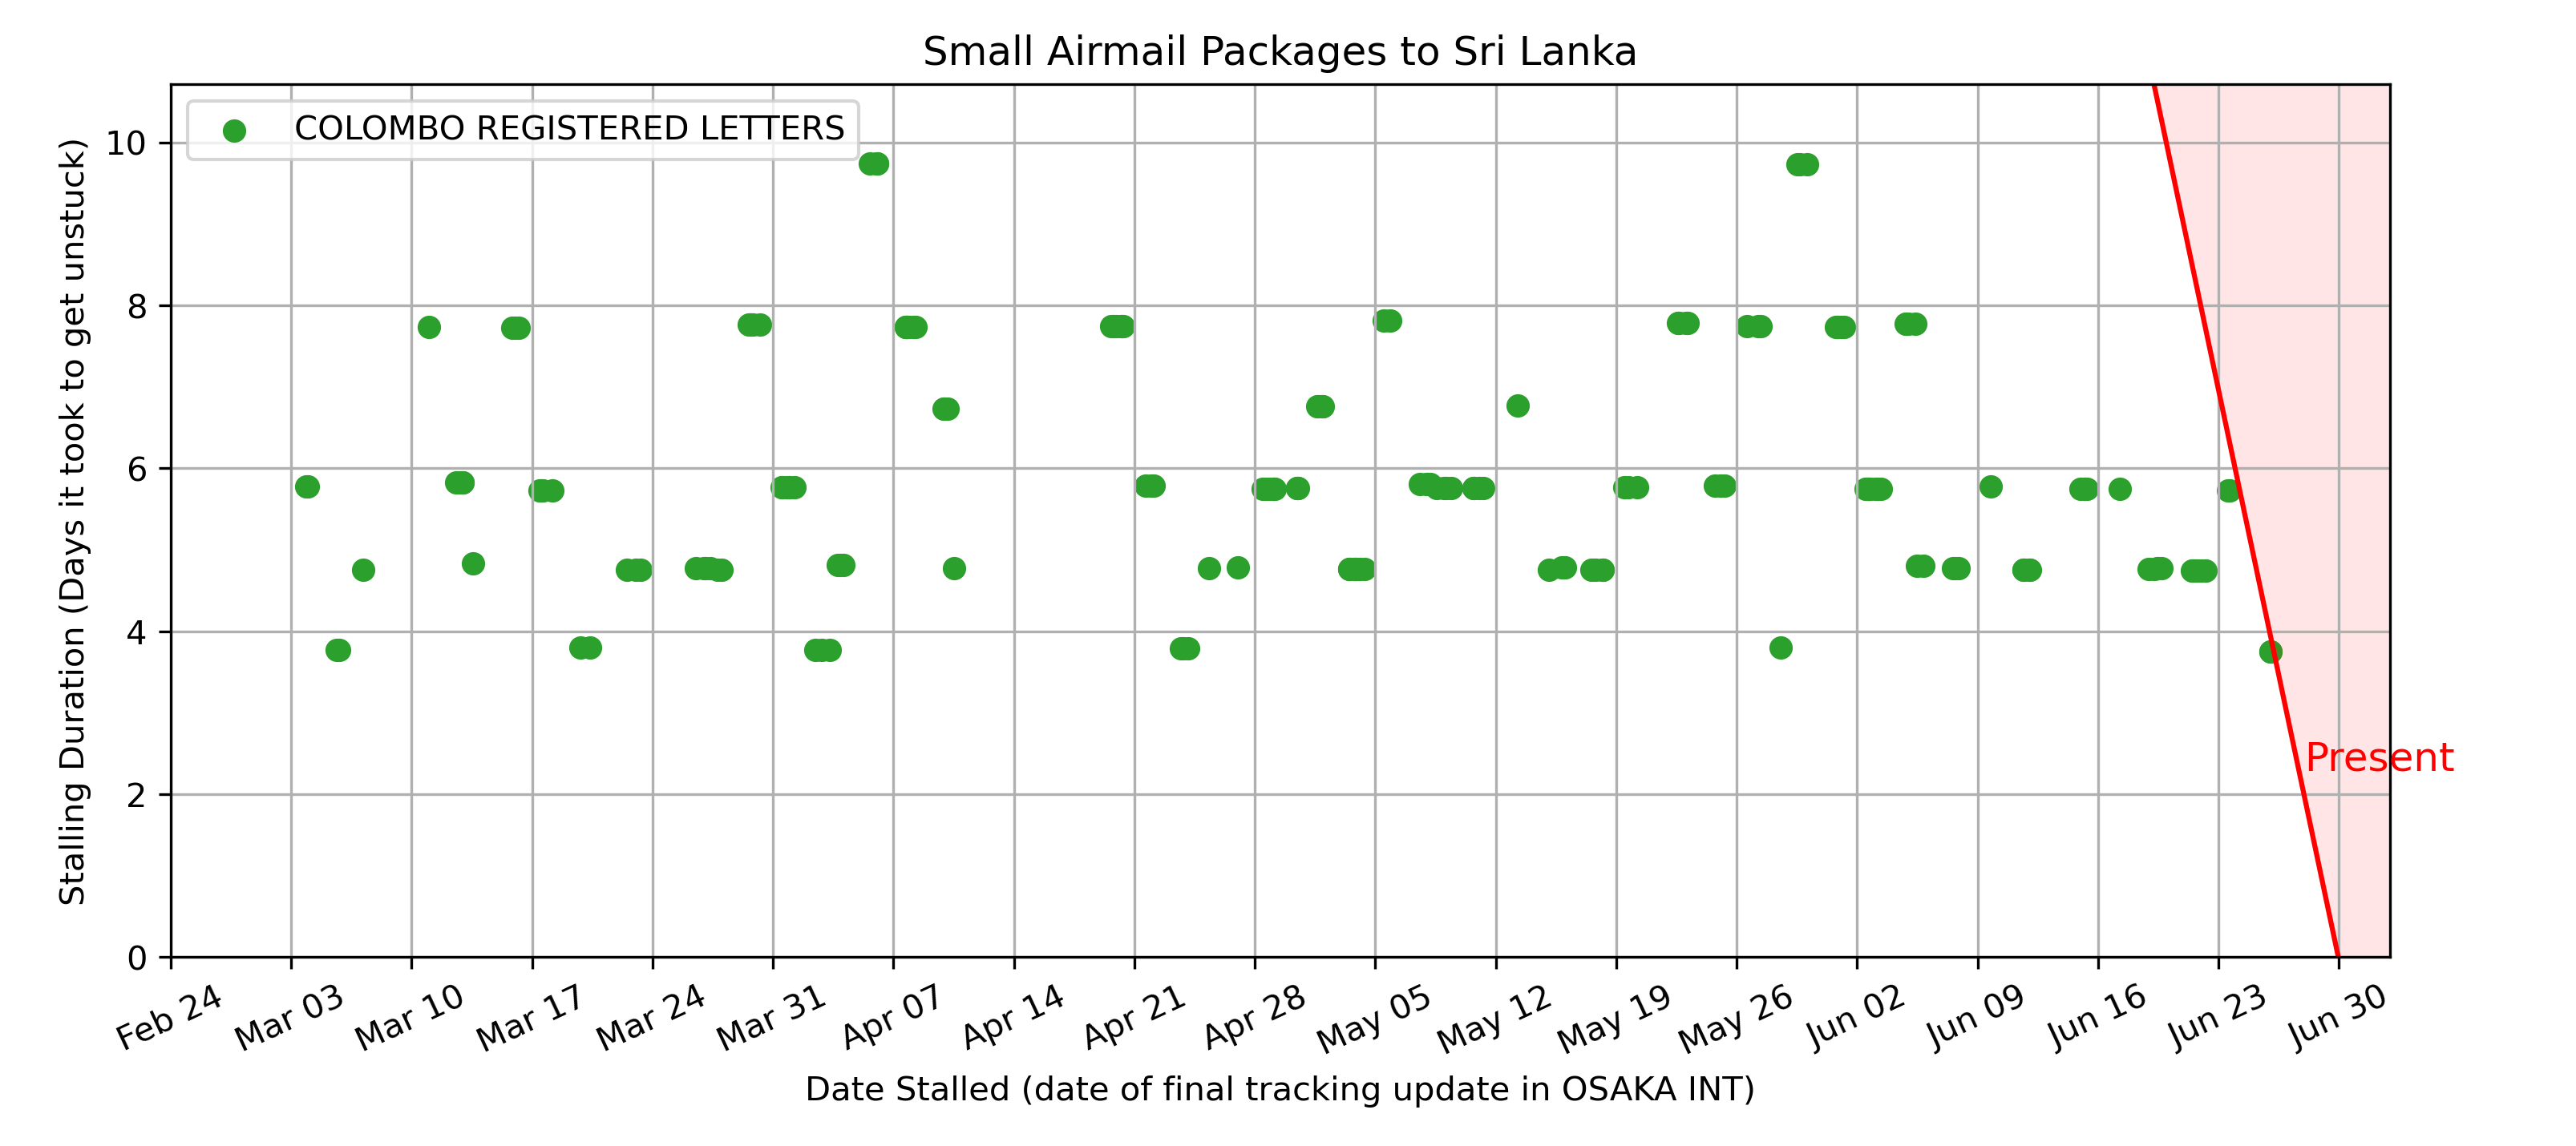 Small Airmail Packages to Sri Lanka
COLOMBO REGISTERED LETTERS
Stalling Duration (Days it took to get unstuck)
10
8
6
4
2
0
Present
Feb 24 Mar 03 Mar 10 Mar 17 Mar 24 Mar 31 Apr 07 Apr 14 Apr 21 Apr 28 May 05 May 12 May 19 May 26 Jun 02 Jun 09 Jun 16 Jun 23 Jun 30
Date Stalled (date of final tracking update in OSAKA INT)